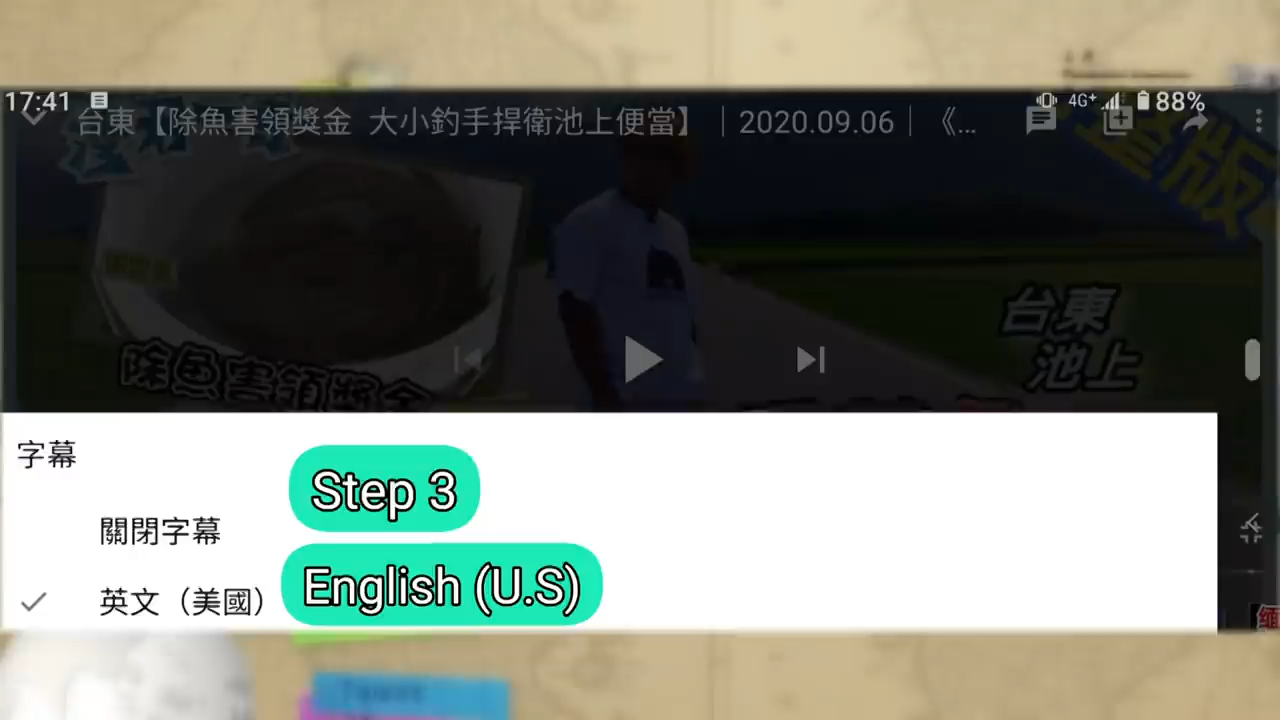 17:41
4G+
88%
台東【除魚害領獎金 大小釣手捍衛池上便當】｜2020.09.06｜《...
整版
台東
池上
除魚害領獎金
字幕
Step 3
關閉字幕
English (U.S)
英文（美國）